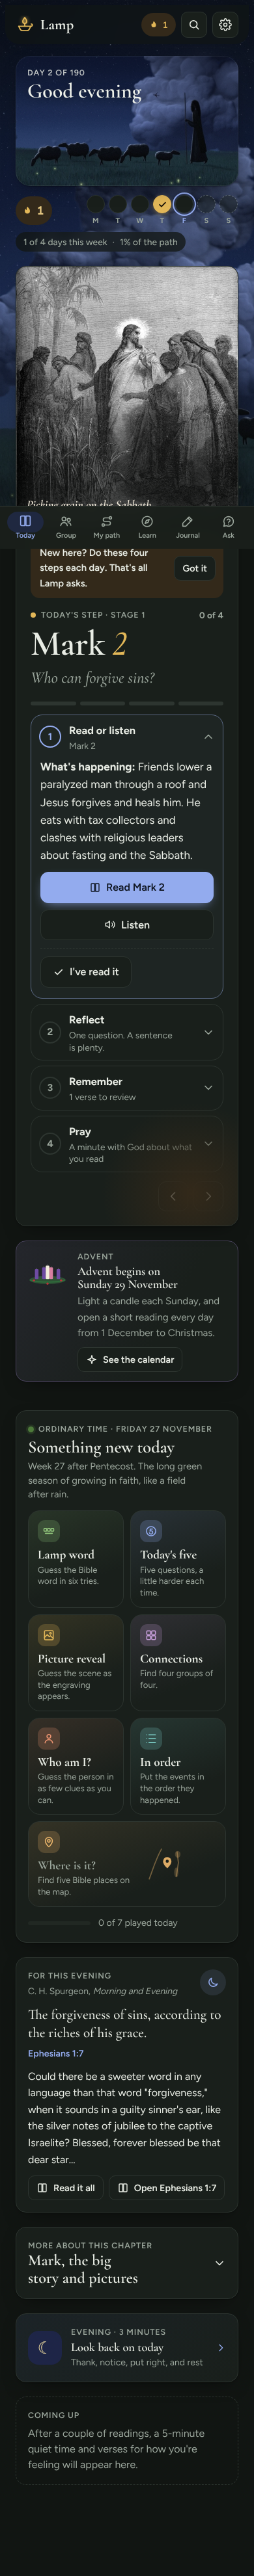 Lamp
1
DAY 2 OF 190
Good evening
1
M T W T F S S
1 of 4 days this week · 1% of the path
Picking grain on the Sabbath
Today Group My path Learn Journal Ask
New here? Do these four
steps each day. That's all
Lamp asks.
Got it
TODAY'S STEP · STAGE 1
0 of 4
Mark 2
Who can forgive sins?
1
Read or listen
Mark 2
What's happening: Friends lower a
paralyzed man through a roof and
Jesus forgives and heals him. He
eats with tax collectors and
clashes with religious leaders
about fasting and the Sabbath.
Read Mark 2
Listen
I've read it
2
Reflect
One question. A sentence
is plenty.
3
Remember
1 verse to review
4
Pray
A minute with God about what
you read
ADVENT
Advent begins on
Sunday 29 November
Light a candle each Sunday, and
open a short reading every day
from 1 December to Christmas.
See the calendar
ORDINARY TIME · FRIDAY 27 NOVEMBER
Something new today
Week 27 after Pentecost. The long green
season of growing in faith, like a field
after rain.
Lamp word
Guess the Bible
word in six tries.
Today's five
Five questions, a
little harder each
time.
Picture reveal
Guess the scene as
the engraving
appears.
Connections
Find four groups of
four.
Who am I?
Guess the person in
as few clues as you
can.
In order
Put the events in
the order they
happened.
Where is it?
Find five Bible places on
the map.
0 of 7 played today
FOR THIS EVENING
C. H. Spurgeon, Morning and Evening
The forgiveness of sins, according to
the riches of his grace.
Ephesians 1:7
Could there be a sweeter word in any
language than that word "forgiveness,"
when it sounds in a guilty sinner's ear, like
the silver notes of jubilee to the captive
Israelite? Blessed, forever blessed be that
dear star...
Read it all
Open Ephesians 1:7
MORE ABOUT THIS CHAPTER
Mark, the big
story and pictures
EVENING · 3 MINUTES
Look back on today
Thank, notice, put right, and rest
COMING UP
After a couple of readings, a 5-minute
quiet time and verses for how you're
feeling will appear here.